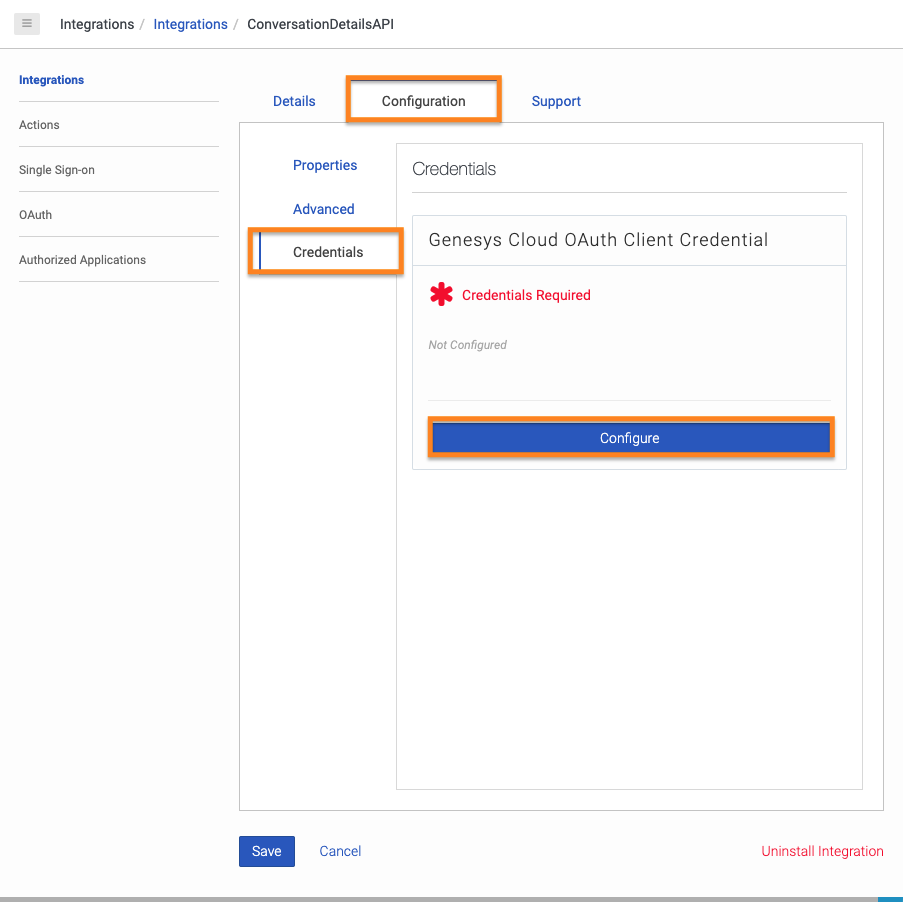 Integrations / Integrations / ConversationDetailsAPI
Integrations
Actions
Single Sign-on
OAuth
Authorized Applications
Details
Configuration
Support
Properties
Advanced
Credentials
Credentials
Genesys Cloud OAuth Client Credential
Credentials Required
Not Configured
Configure
Save
Cancel
Uninstall Integration